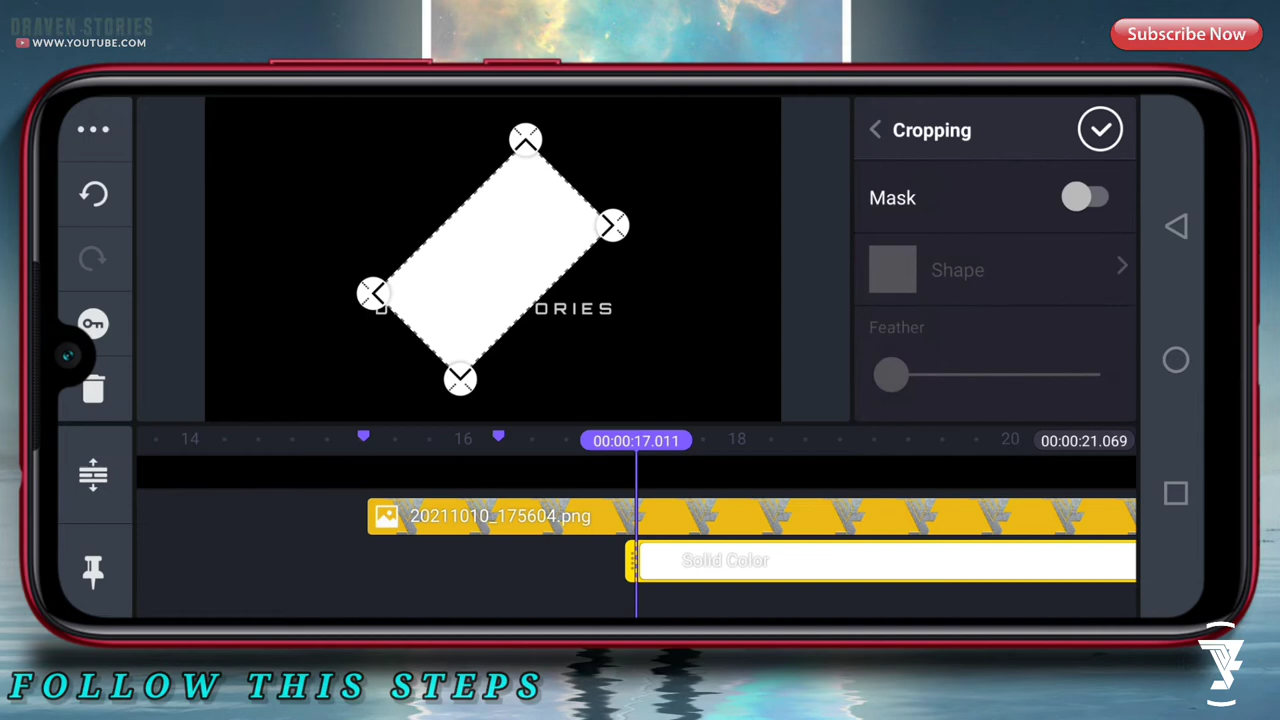 DRAVEN STORIES
WWW.YOUTUBE.COM
Subscribe Now
Cropping
Mask
Shape
Feather
ORIES
14
16
00:00:17.011
18
20
00:00:21.069
20211010_175604.png
Solid Color
FOLLOW THIS STEPS